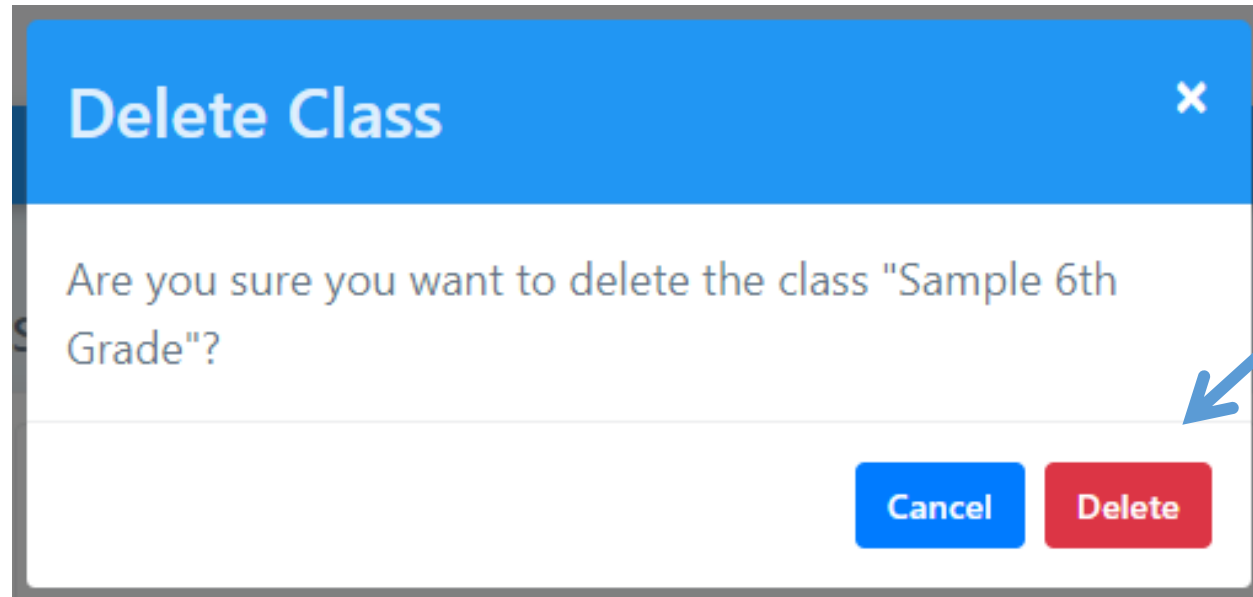 Delete Class
Are you sure you want to delete the class "Sample 6th
Grade"?
Cancel Delete